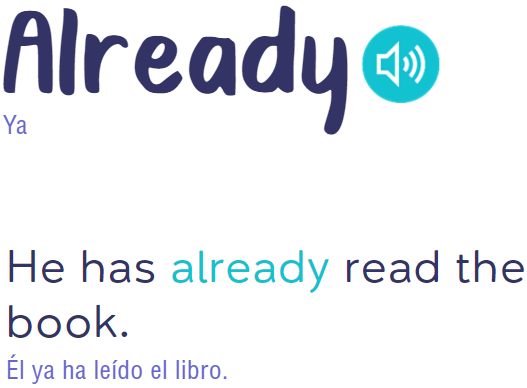 Already
Ya
He has already read the
book.
Él ya ha leído el libro.